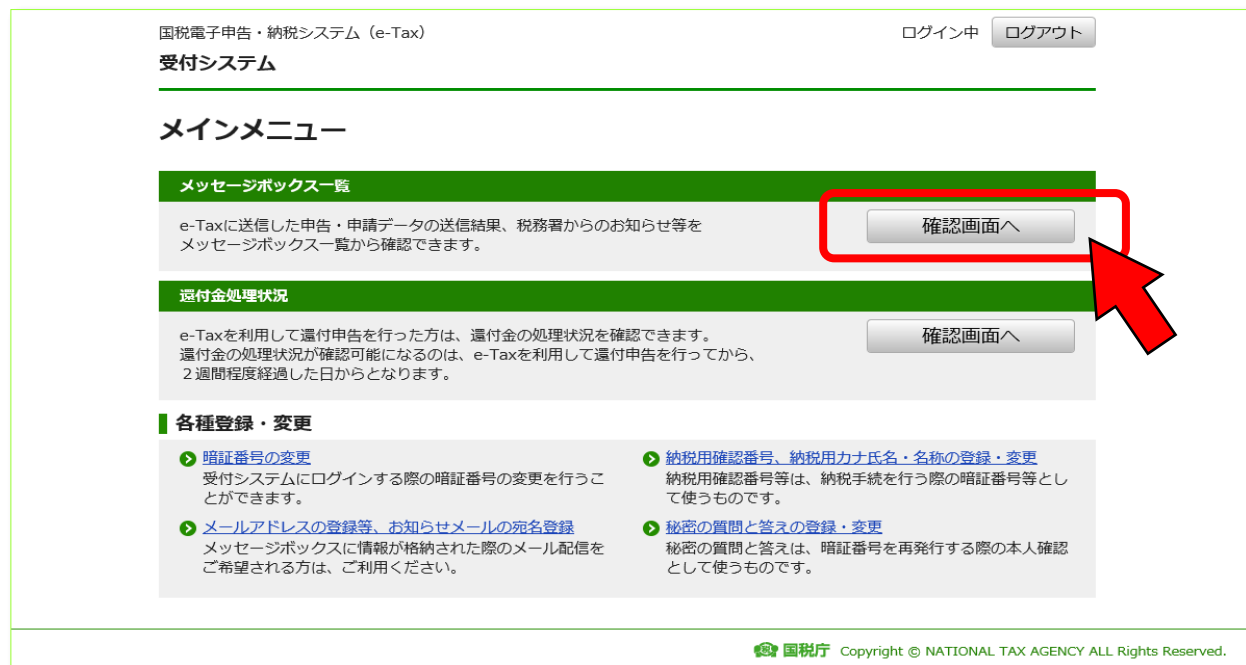 国税電子申告・納税システム（e-Tax）
ログイン中 ログアウト
受付システム
メインメニュー
メッセージボックス一覧
e-Taxに送信した申告・申請データの送信結果、税務署からのお知らせ等を
メッセージボックス一覧から確認できます。
確認画面へ
還付金処理状況
e-Taxを利用して還付申告を行った方は、還付金の処理状況を確認できます。
還付金の処理状況が確認可能になるのは、e-Taxを利用して還付申告を行ってから、
２週間程度経過した日からとなります。
確認画面へ
各種登録・変更
暗証番号の変更
受付システムにログインする際の暗証番号の変更を行うこ
とができます。
納税用確認番号、納税用カナ氏名・名称の登録・変更
納税用確認番号等は、納税手続を行う際の暗証番号等とし
て使うものです。
メールアドレスの登録等、お知らせメールの宛名登録
メッセージボックスに情報が格納された際のメール配信を
ご希望される方は、ご利用ください。
秘密の質問と答えの登録・変更
秘密の質問と答えは、暗証番号を再発行する際の本人確認
として使うものです。
国税庁 Copyright © NATIONAL TAX AGENCY ALL Rights Reserved.